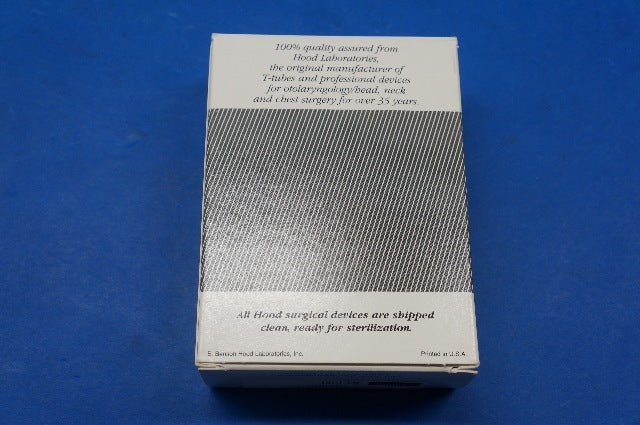 100% quality assured from
Hood Laboratories,
the original manufacturer of
T-tubes and professional devices
for otolaryngology/head, neck
and chest surgery for over 35 years.
All Hood surgical devices are shipped
clean, ready for sterilization.
E. Benson Hood Laboratories, Inc. Printed in U.S.A.